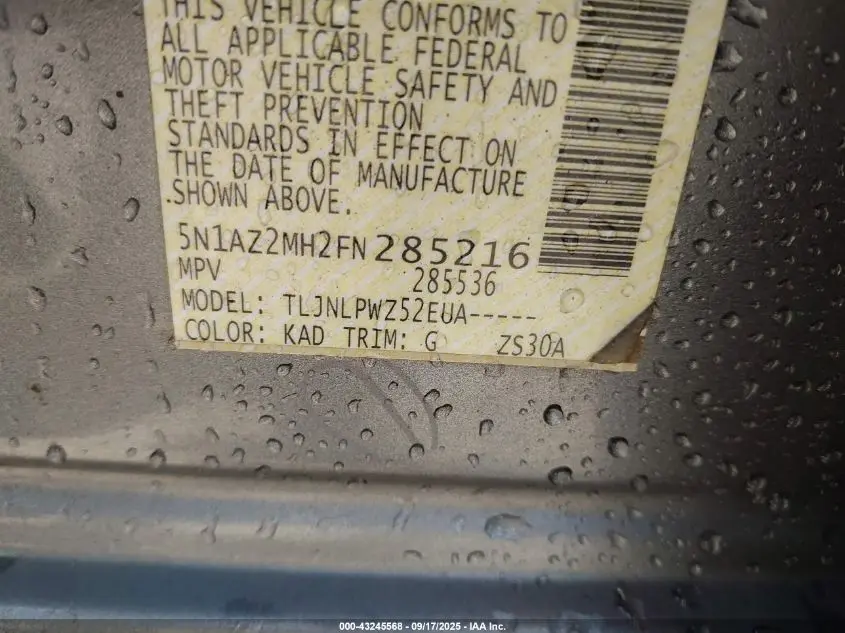 THIS VEHICLE CONFORMS TO
ALL APPLICABLE FEDERAL
MOTOR VEHICLE SAFETY AND
THEFT PREVENTION
STANDARDS IN EFFECT ON
THE DATE OF MANUFACTURE
SHOWN ABOVE.
5N1AZ2MH2FN285216
MPV 285536
MODEL: TLJNLPWZ52EUA-----
COLOR: KAD TRIM: G ZS30A
000-43245568 - 09/17/2025 - IAA Inc.